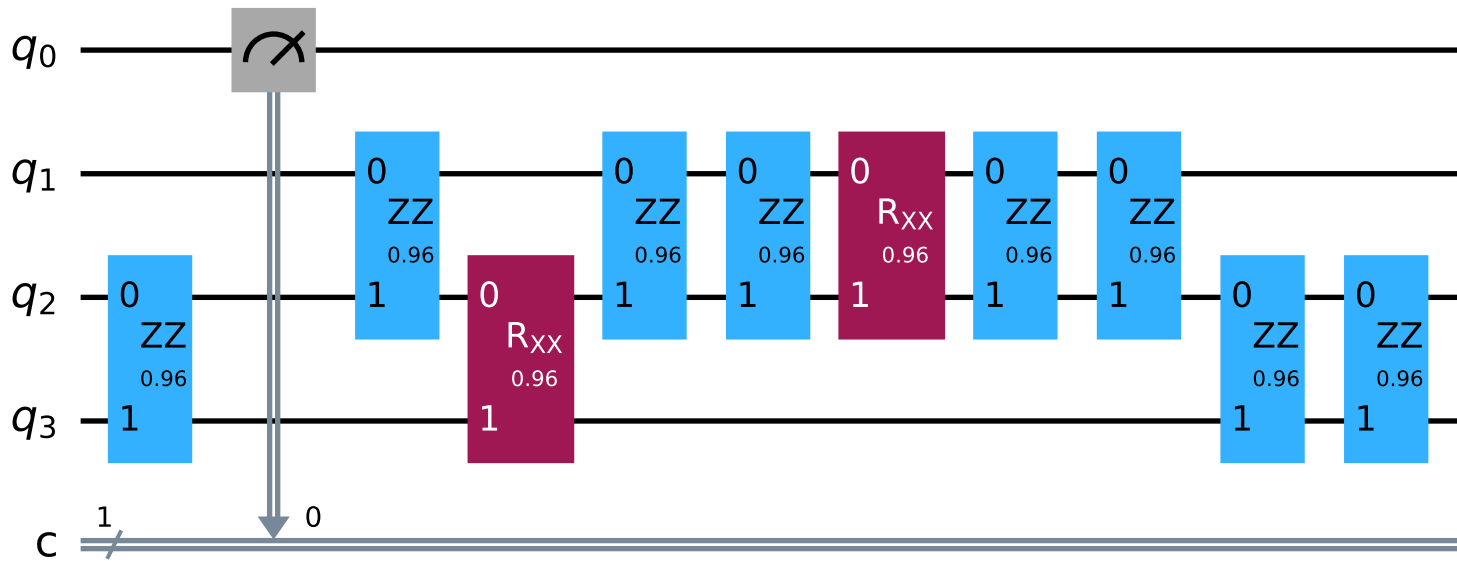 q0
0 0 0 0 0 0
q1
ZZ ZZ ZZ RXX ZZ ZZ
0.96 0.96 0.96 0.96 0.96 0.96
q2
0 1 0 1 1 1 1 1 0 0
ZZ RXX ZZ ZZ
0.96 0.96 0.96 0.96
q3
1 1 1 1
1 0
c